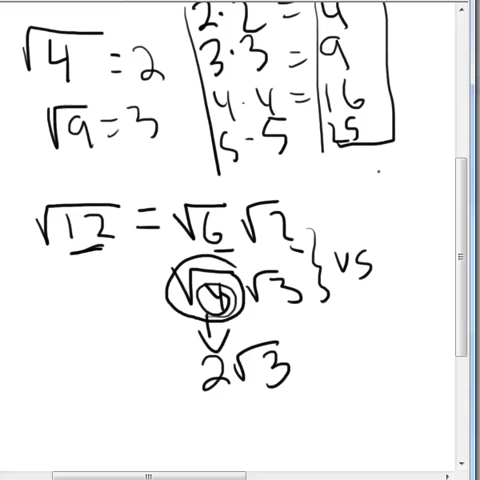 2·2 = 4
√4 = 2
3·3 = 9
4·4 = 16
√9 = 3
5-5 25
√12 = √6 √2
√4 √3 } vs
2√3